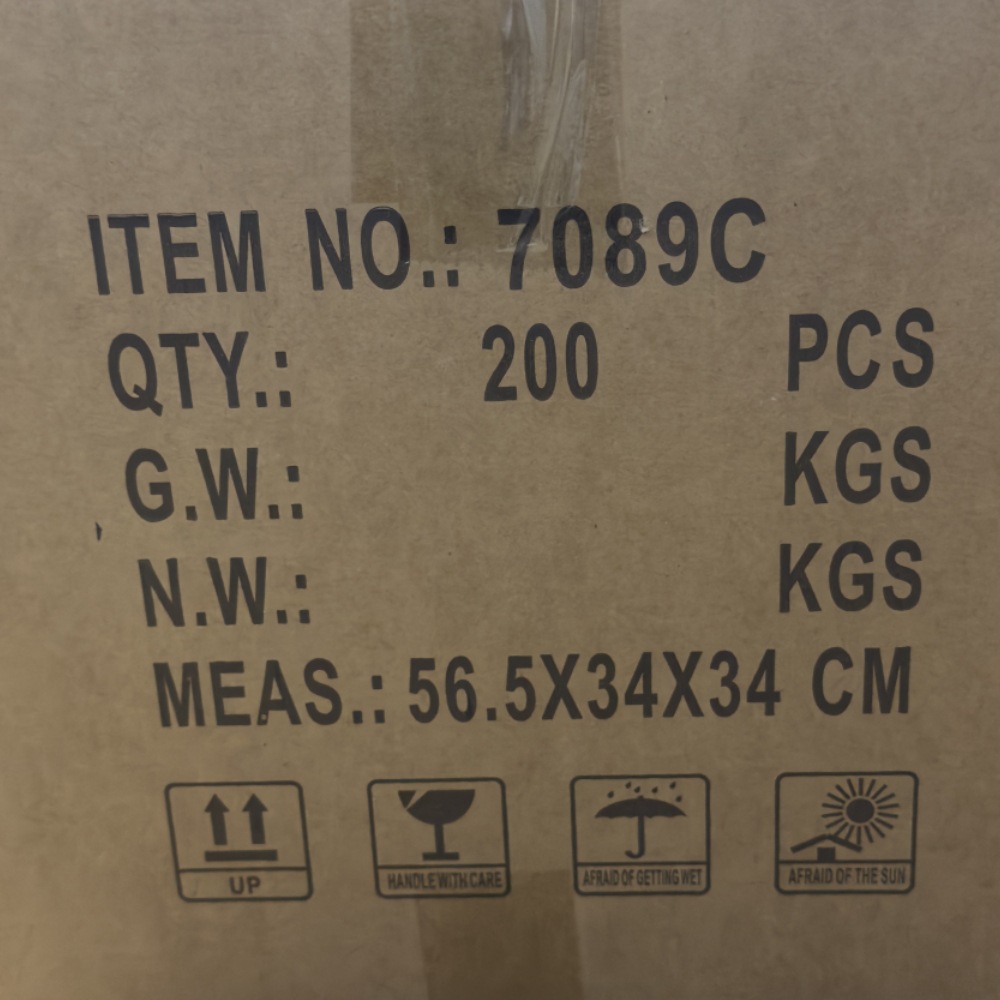 ITEM NO.: 7089C
QTY.: 200 PCS
G.W.: KGS
N.W.: KGS
MEAS.: 56.5X34X34 CM
UP
HANDLE WITH CARE
AFRAID OF GETTING WET
AFRAID OF THE SUN